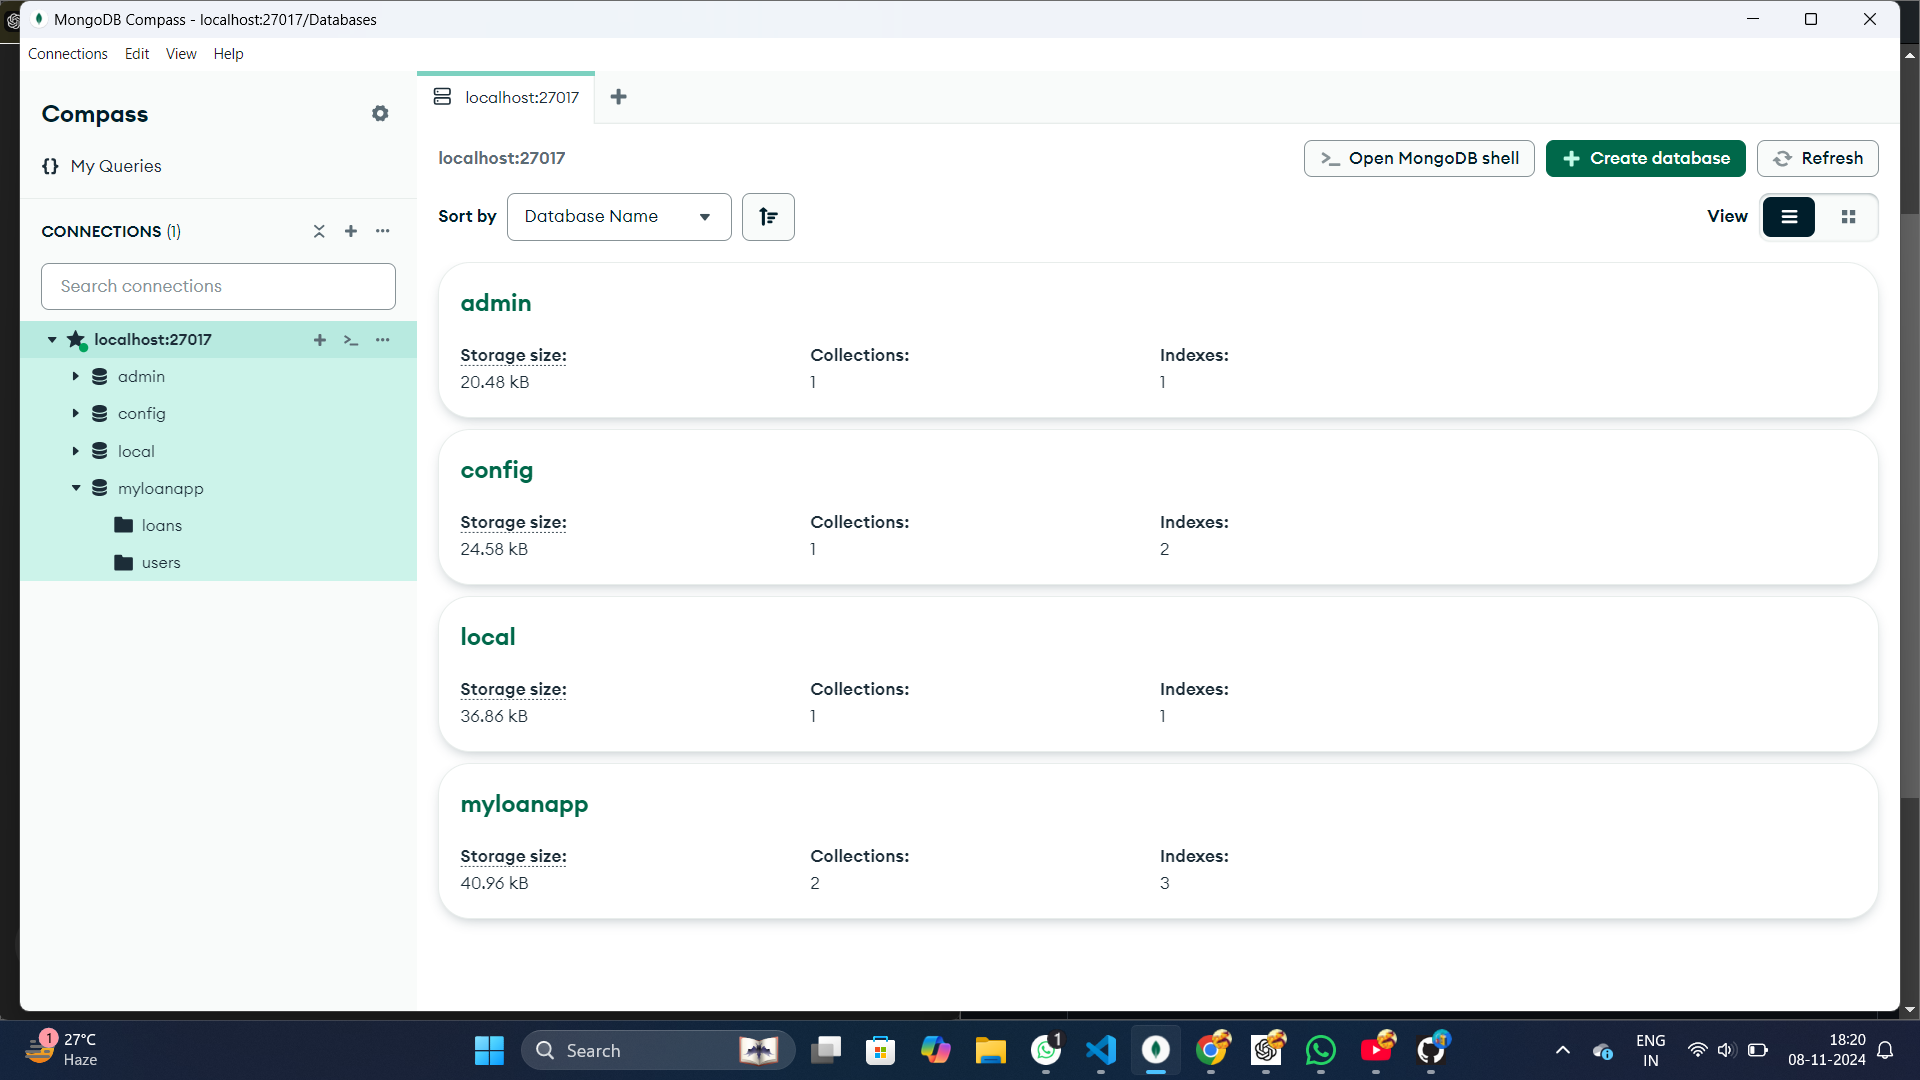 MongoDB Compass - localhost:27017/Databases
Connections Edit View Help
Compass
{} My Queries
CONNECTIONS (1)
Search connections
localhost:27017
admin
config
local
myloanapp
loans
users
localhost:27017
localhost:27017
>_ Open MongoDB shell
Create database
Refresh
Sort by
Database Name
View
admin
Storage size: Collections: Indexes:
20.48 kB 1 1
config
Storage size: Collections: Indexes:
24.58 kB 1 2
local
Storage size: Collections: Indexes:
36.86 kB 1 1
myloanapp
Storage size: Collections: Indexes:
40.96 kB 2 3
1
27°C
Haze
Search
1
ENG
IN
18:20
08-11-2024